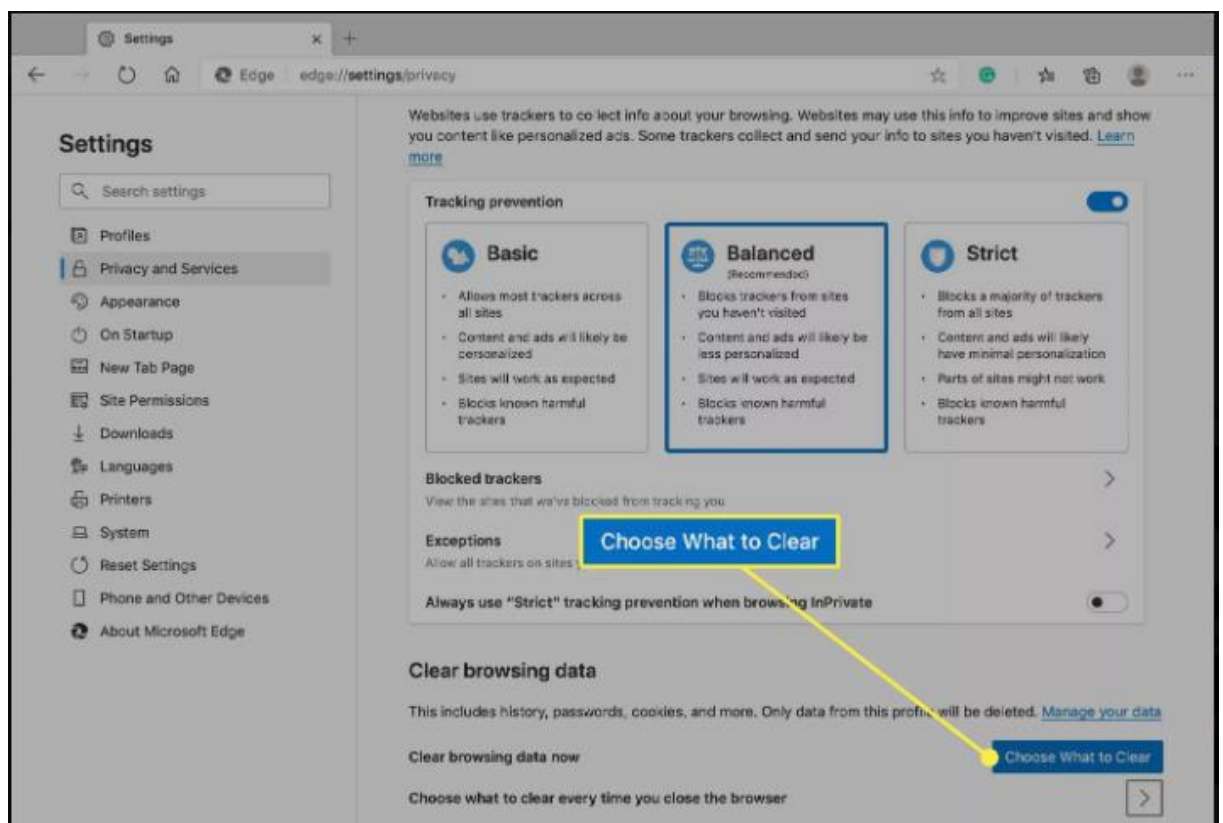 Settings
Edge edge://settings/privacy
Settings
Search settings
Profiles
Privacy and Services
Appearance
On Startup
New Tab Page
Site Permissions
Downloads
Languages
Printers
System
Reset Settings
Phone and Other Devices
About Microsoft Edge
Websites use trackers to collect info about your browsing. Websites may use this info to improve sites and show
you content like personalized ads. Some trackers collect and send your info to sites you haven't visited. Learn
more
Tracking prevention
Basic
• Allows most trackers across
all sites
• Content and ads will likely be
personalized
• Sites will work as expected
• Blocks known harmful
trackers
Balanced
(Recommended)
• Blocks trackers from sites
you haven't visited
• Content and ads will likely be
less personalized
• Sites will work as expected
• Blocks known harmful
trackers
Strict
• Blocks a majority of trackers
from all sites
• Content and ads will likely
have minimal personalization
• Parts of sites might not work
• Blocks known harmful
trackers
Blocked trackers
View the sites that we've blocked from tracking you
Exceptions
Allow all trackers on sites
Choose What to Clear
Always use "Strict" tracking prevention when browsing InPrivate
Clear browsing data
This includes history, passwords, cookies, and more. Only data from this profile will be deleted. Manage your data
Clear browsing data now
Choose What to Clear
Choose what to clear every time you close the browser